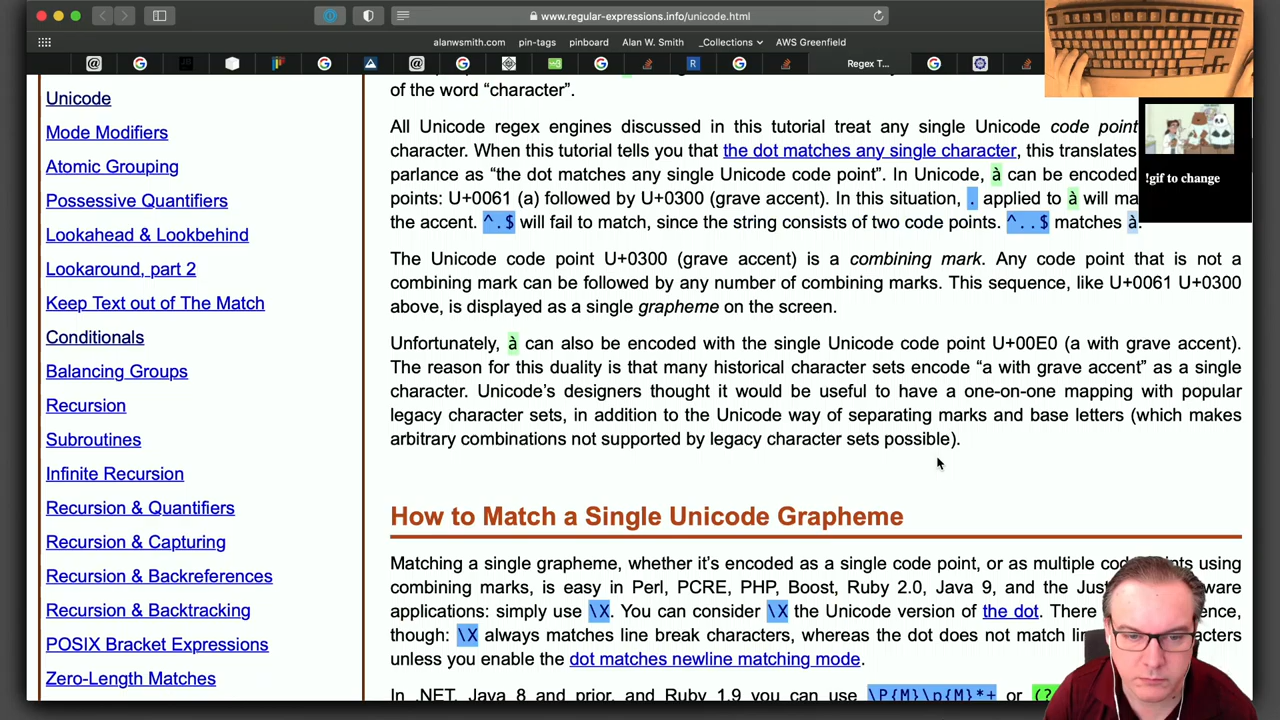 www.regular-expressions.info/unicode.html
alanwsmith.com pin-tags pinboard Alan W. Smith _Collections AWS Greenfield
Regex T...
Unicode
Mode Modifiers
Atomic Grouping
Possessive Quantifiers
Lookahead & Lookbehind
Lookaround, part 2
Keep Text out of The Match
Conditionals
Balancing Groups
Recursion
Subroutines
Infinite Recursion
Recursion & Quantifiers
Recursion & Capturing
Recursion & Backreferences
Recursion & Backtracking
POSIX Bracket Expressions
Zero-Length Matches
of the word “character”.
All Unicode regex engines discussed in this tutorial treat any single Unicode code point
character. When this tutorial tells you that the dot matches any single character, this translates
parlance as “the dot matches any single Unicode code point”. In Unicode, à can be encoded
points: U+0061 (a) followed by U+0300 (grave accent). In this situation, . applied to à will ma
the accent. ^.$ will fail to match, since the string consists of two code points. ^..$ matches à.
The Unicode code point U+0300 (grave accent) is a combining mark. Any code point that is not a
combining mark can be followed by any number of combining marks. This sequence, like U+0061 U+0300
above, is displayed as a single grapheme on the screen.
Unfortunately, à can also be encoded with the single Unicode code point U+00E0 (a with grave accent).
The reason for this duality is that many historical character sets encode “a with grave accent” as a single
character. Unicode’s designers thought it would be useful to have a one-on-one mapping with popular
legacy character sets, in addition to the Unicode way of separating marks and base letters (which makes
arbitrary combinations not supported by legacy character sets possible).
How to Match a Single Unicode Grapheme
Matching a single grapheme, whether it’s encoded as a single code point, or as multiple cod ts using
combining marks, is easy in Perl, PCRE, PHP, Boost, Ruby 2.0, Java 9, and the Just ware
applications: simply use \X. You can consider \X the Unicode version of the dot. There ence,
though: \X always matches line break characters, whereas the dot does not match li acters
unless you enable the dot matches newline matching mode.
In .NET, Java 8 and prior, and Ruby 1.9 you can use \P{M}\p{M}*+ or (?
!gif to change